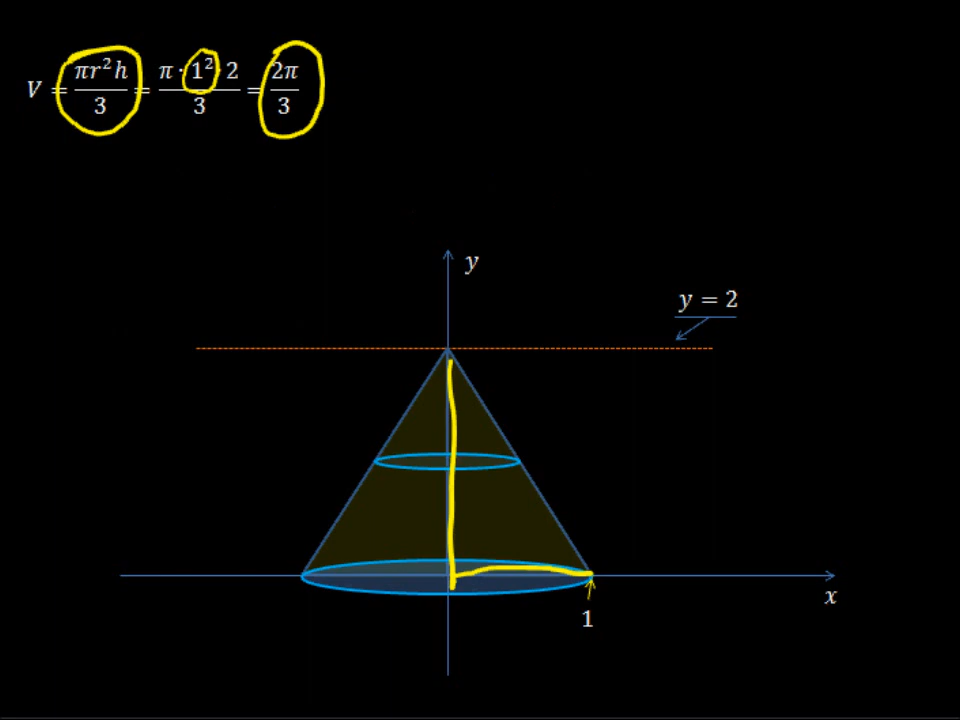 V = πr²h/3 = π · 1² · 2/3 = 2π/3
y
y = 2
x
1